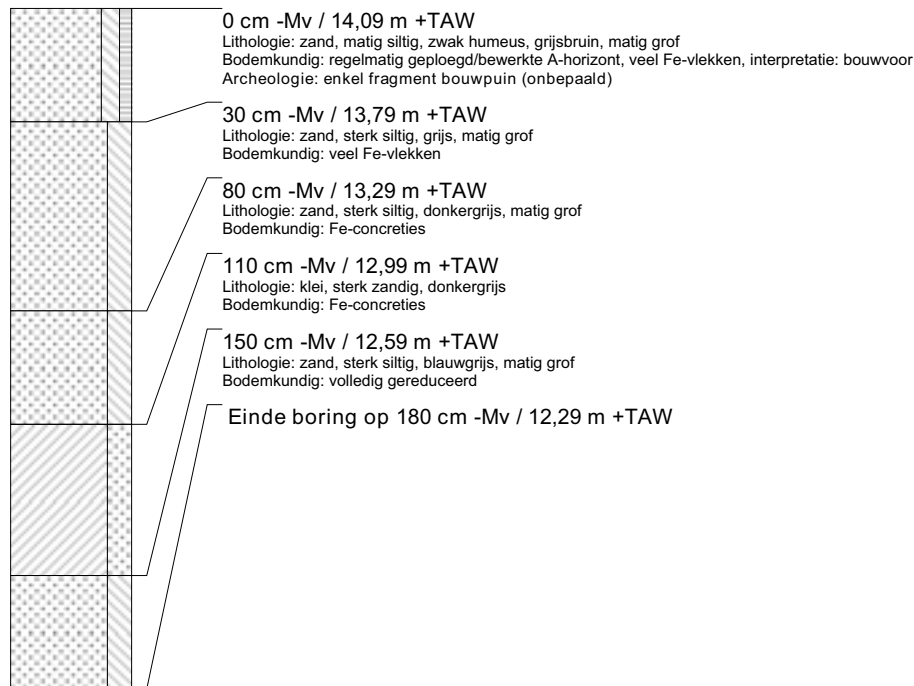 0 cm -Mv / 14,09 m +TAW
Lithologie: zand, matig siltig, zwak humeus, grijsbruin, matig grof
Bodemkundig: regelmatig geploegd/bewerkte A-horizont, veel Fe-vlekken, interpretatie: bouwvoor
Archeologie: enkel fragment bouwpuin (onbepaald)
30 cm -Mv / 13,79 m +TAW
Lithologie: zand, sterk siltig, grijs, matig grof
Bodemkundig: veel Fe-vlekken
80 cm -Mv / 13,29 m +TAW
Lithologie: zand, sterk siltig, donkergrijs, matig grof
Bodemkundig: Fe-concreties
110 cm -Mv / 12,99 m +TAW
Lithologie: klei, sterk zandig, donkergrijs
Bodemkundig: Fe-concreties
150 cm -Mv / 12,59 m +TAW
Lithologie: zand, sterk siltig, blauwgrijs, matig grof
Bodemkundig: volledig gereduceerd
Einde boring op 180 cm -Mv / 12,29 m +TAW